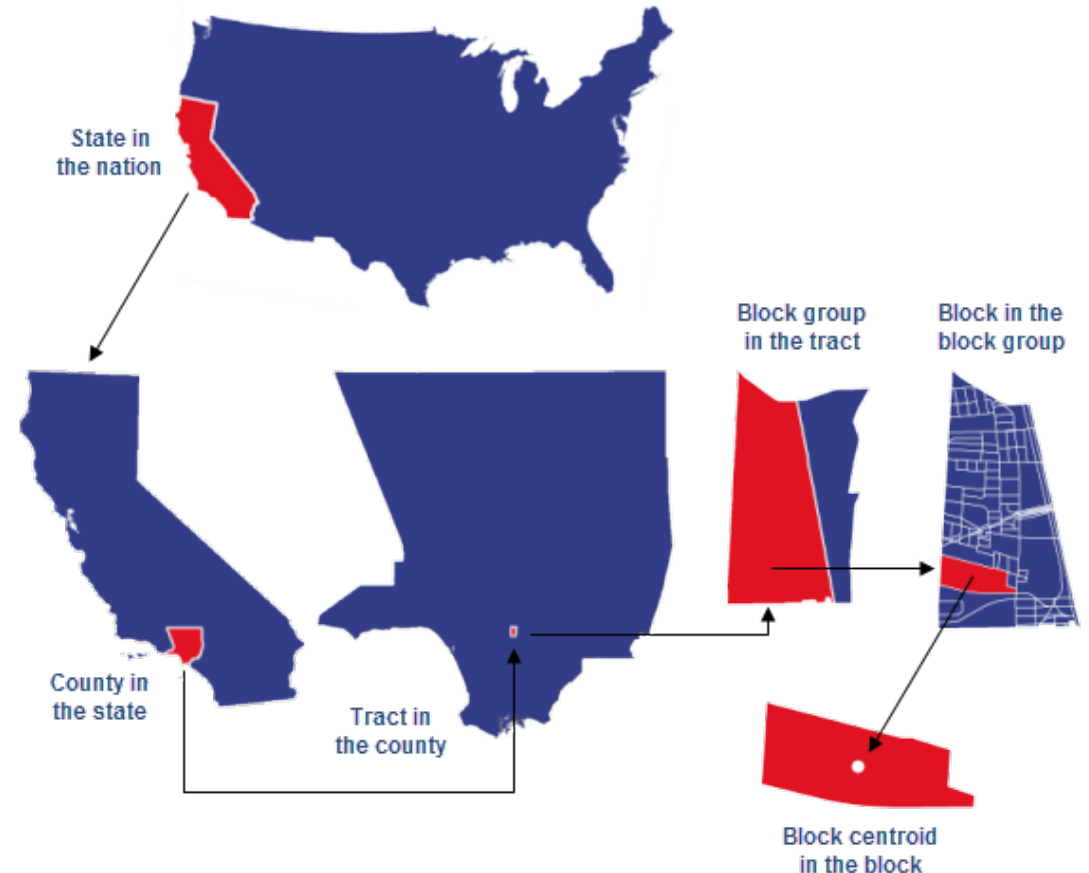 State in
the nation
Block group
in the tract
Block in the
block group
County in
the state
Tract in
the county
Block centroid
in the block